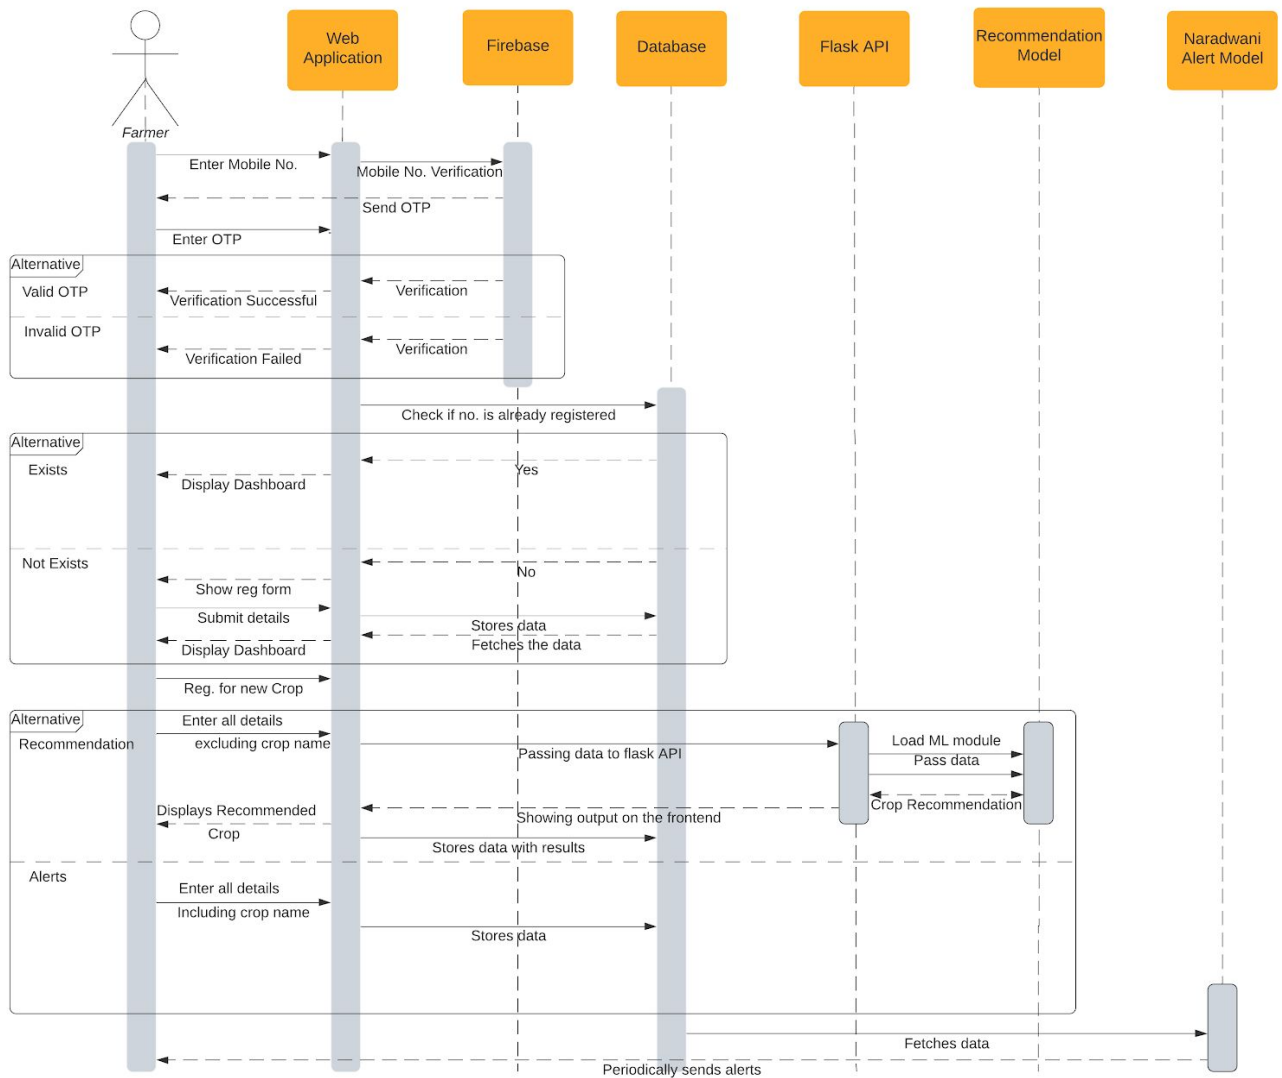 Web
Application
Firebase
Database
Flask API
Recommendation
Model
Naradwani
Alert Model
Farmer
Enter Mobile No.
Mobile No. Verification
Send OTP
Enter OTP
Alternative
Valid OTP
Verification
Verification Successful
Invalid OTP
Verification
Verification Failed
Check if no. is already registered
Alternative
Exists
Yes
Display Dashboard
Not Exists
No
Show reg form
Submit details
Stores data
Fetches the data
Display Dashboard
Reg. for new Crop
Alternative
Recommendation
Enter all details
excluding crop name
Passing data to flask API
Load ML module
Pass data
Crop Recommendation
Showing output on the frontend
Displays Recommended
Crop
Stores data with results
Alerts
Enter all details
Including crop name
Stores data
Fetches data
Periodically sends alerts